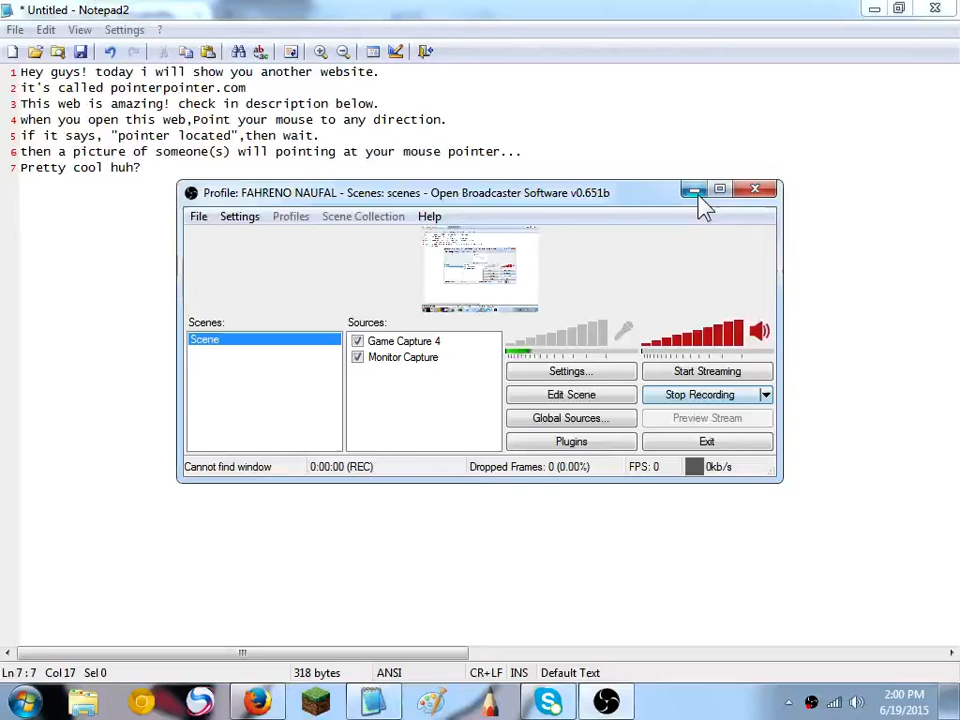 * Untitled - Notepad2
File Edit View Settings ?
1 Hey guys! today i will show you another website.
2 it's called pointerpointer.com
3 This web is amazing! check in description below.
4 when you open this web,Point your mouse to any direction.
5 if it says, "pointer located",then wait.
6 then a picture of someone(s) will pointing at your mouse pointer...
7 Pretty cool huh?
Profile: FAHRENO NAUFAL - Scenes: scenes - Open Broadcaster Software v0.651b
File Settings Profiles Scene Collection Help
Scenes: Sources:
Scene
Game Capture 4
Monitor Capture
Settings... Start Streaming
Edit Scene Stop Recording
Global Sources... Preview Stream
Plugins Exit
Cannot find window 0:00:00 (REC) Dropped Frames: 0 (0.00%) FPS: 0 0kb/s
Ln 7:7 Col 17 Sel 0 318 bytes ANSI CR+LF INS Default Text
2:00 PM
6/19/2015